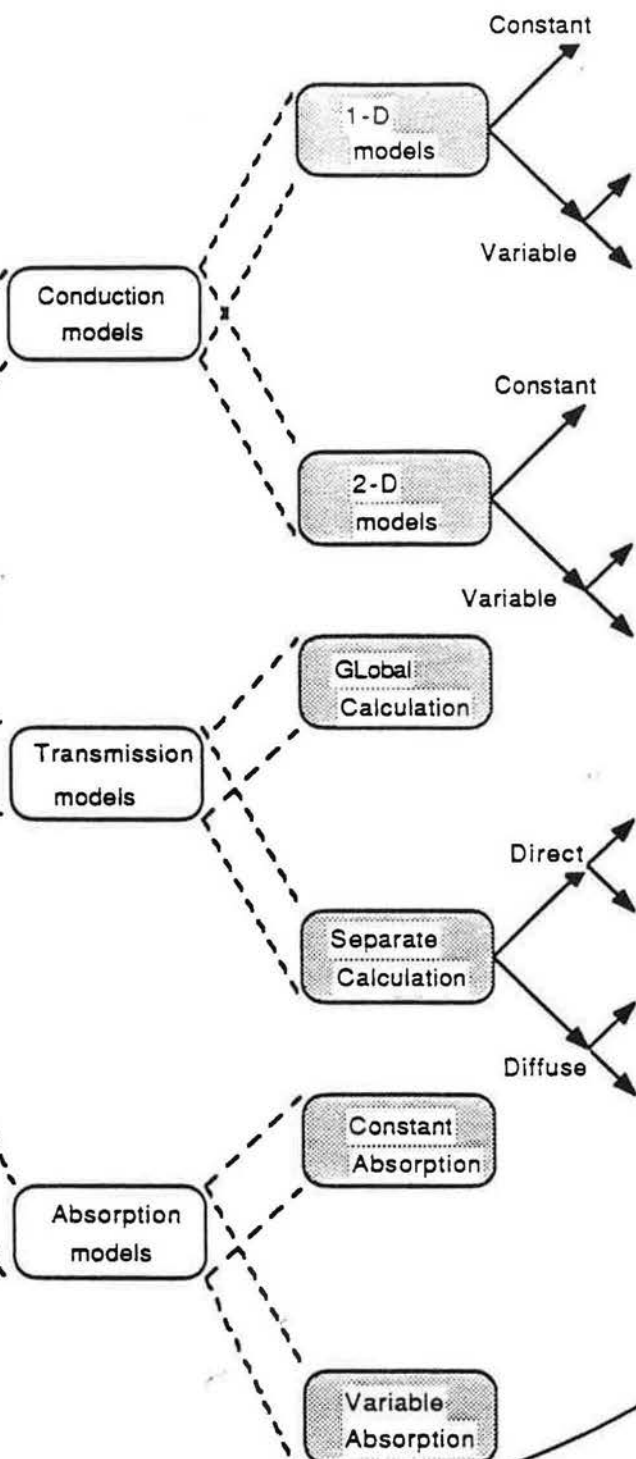 Constant
1-D
models
Variable
Conduction
models
Constant
2-D
models
Variable
GLobal
Calculation
Transmission
models
Direct
Separate
Calculation
Diffuse
Constant
Absorption
Absorption
models
Variable
Absorption